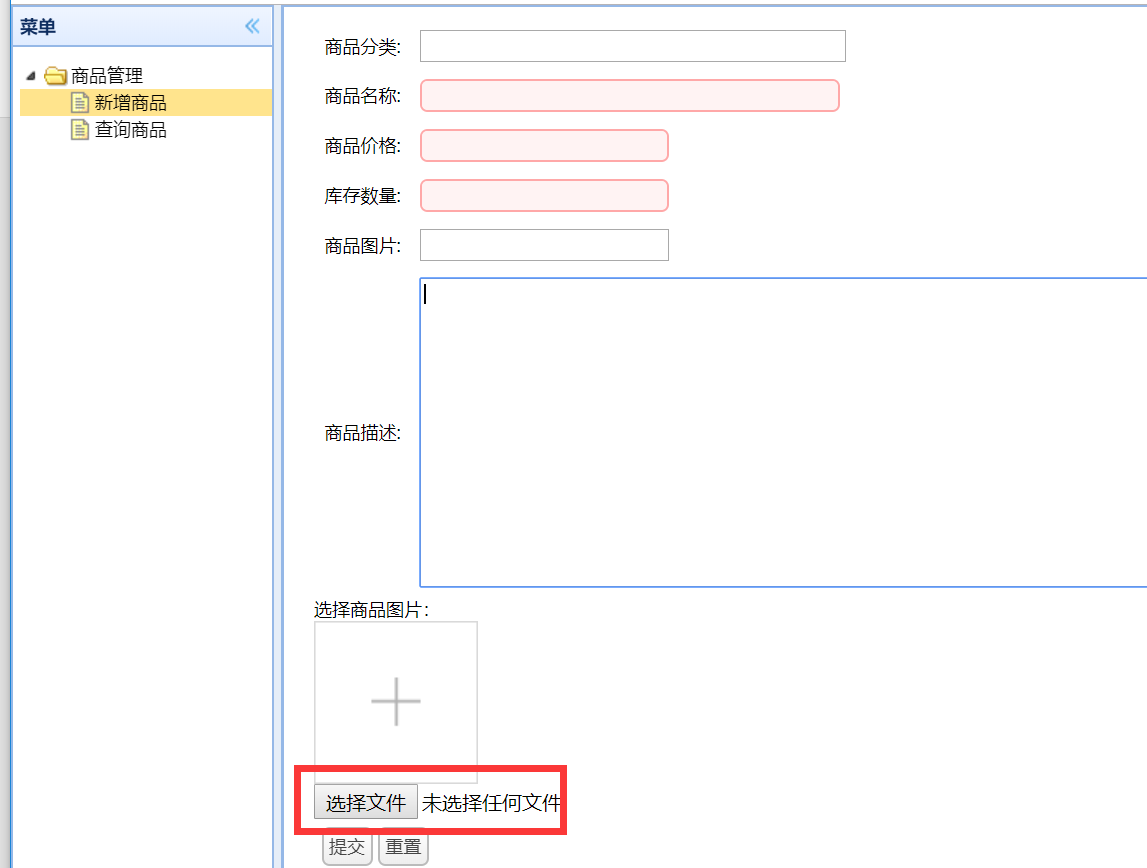 菜单
商品管理
新增商品
查询商品
商品分类:
商品名称:
商品价格:
库存数量:
商品图片:
商品描述:
选择商品图片：
选择文件 未选择任何文件
提交 重置